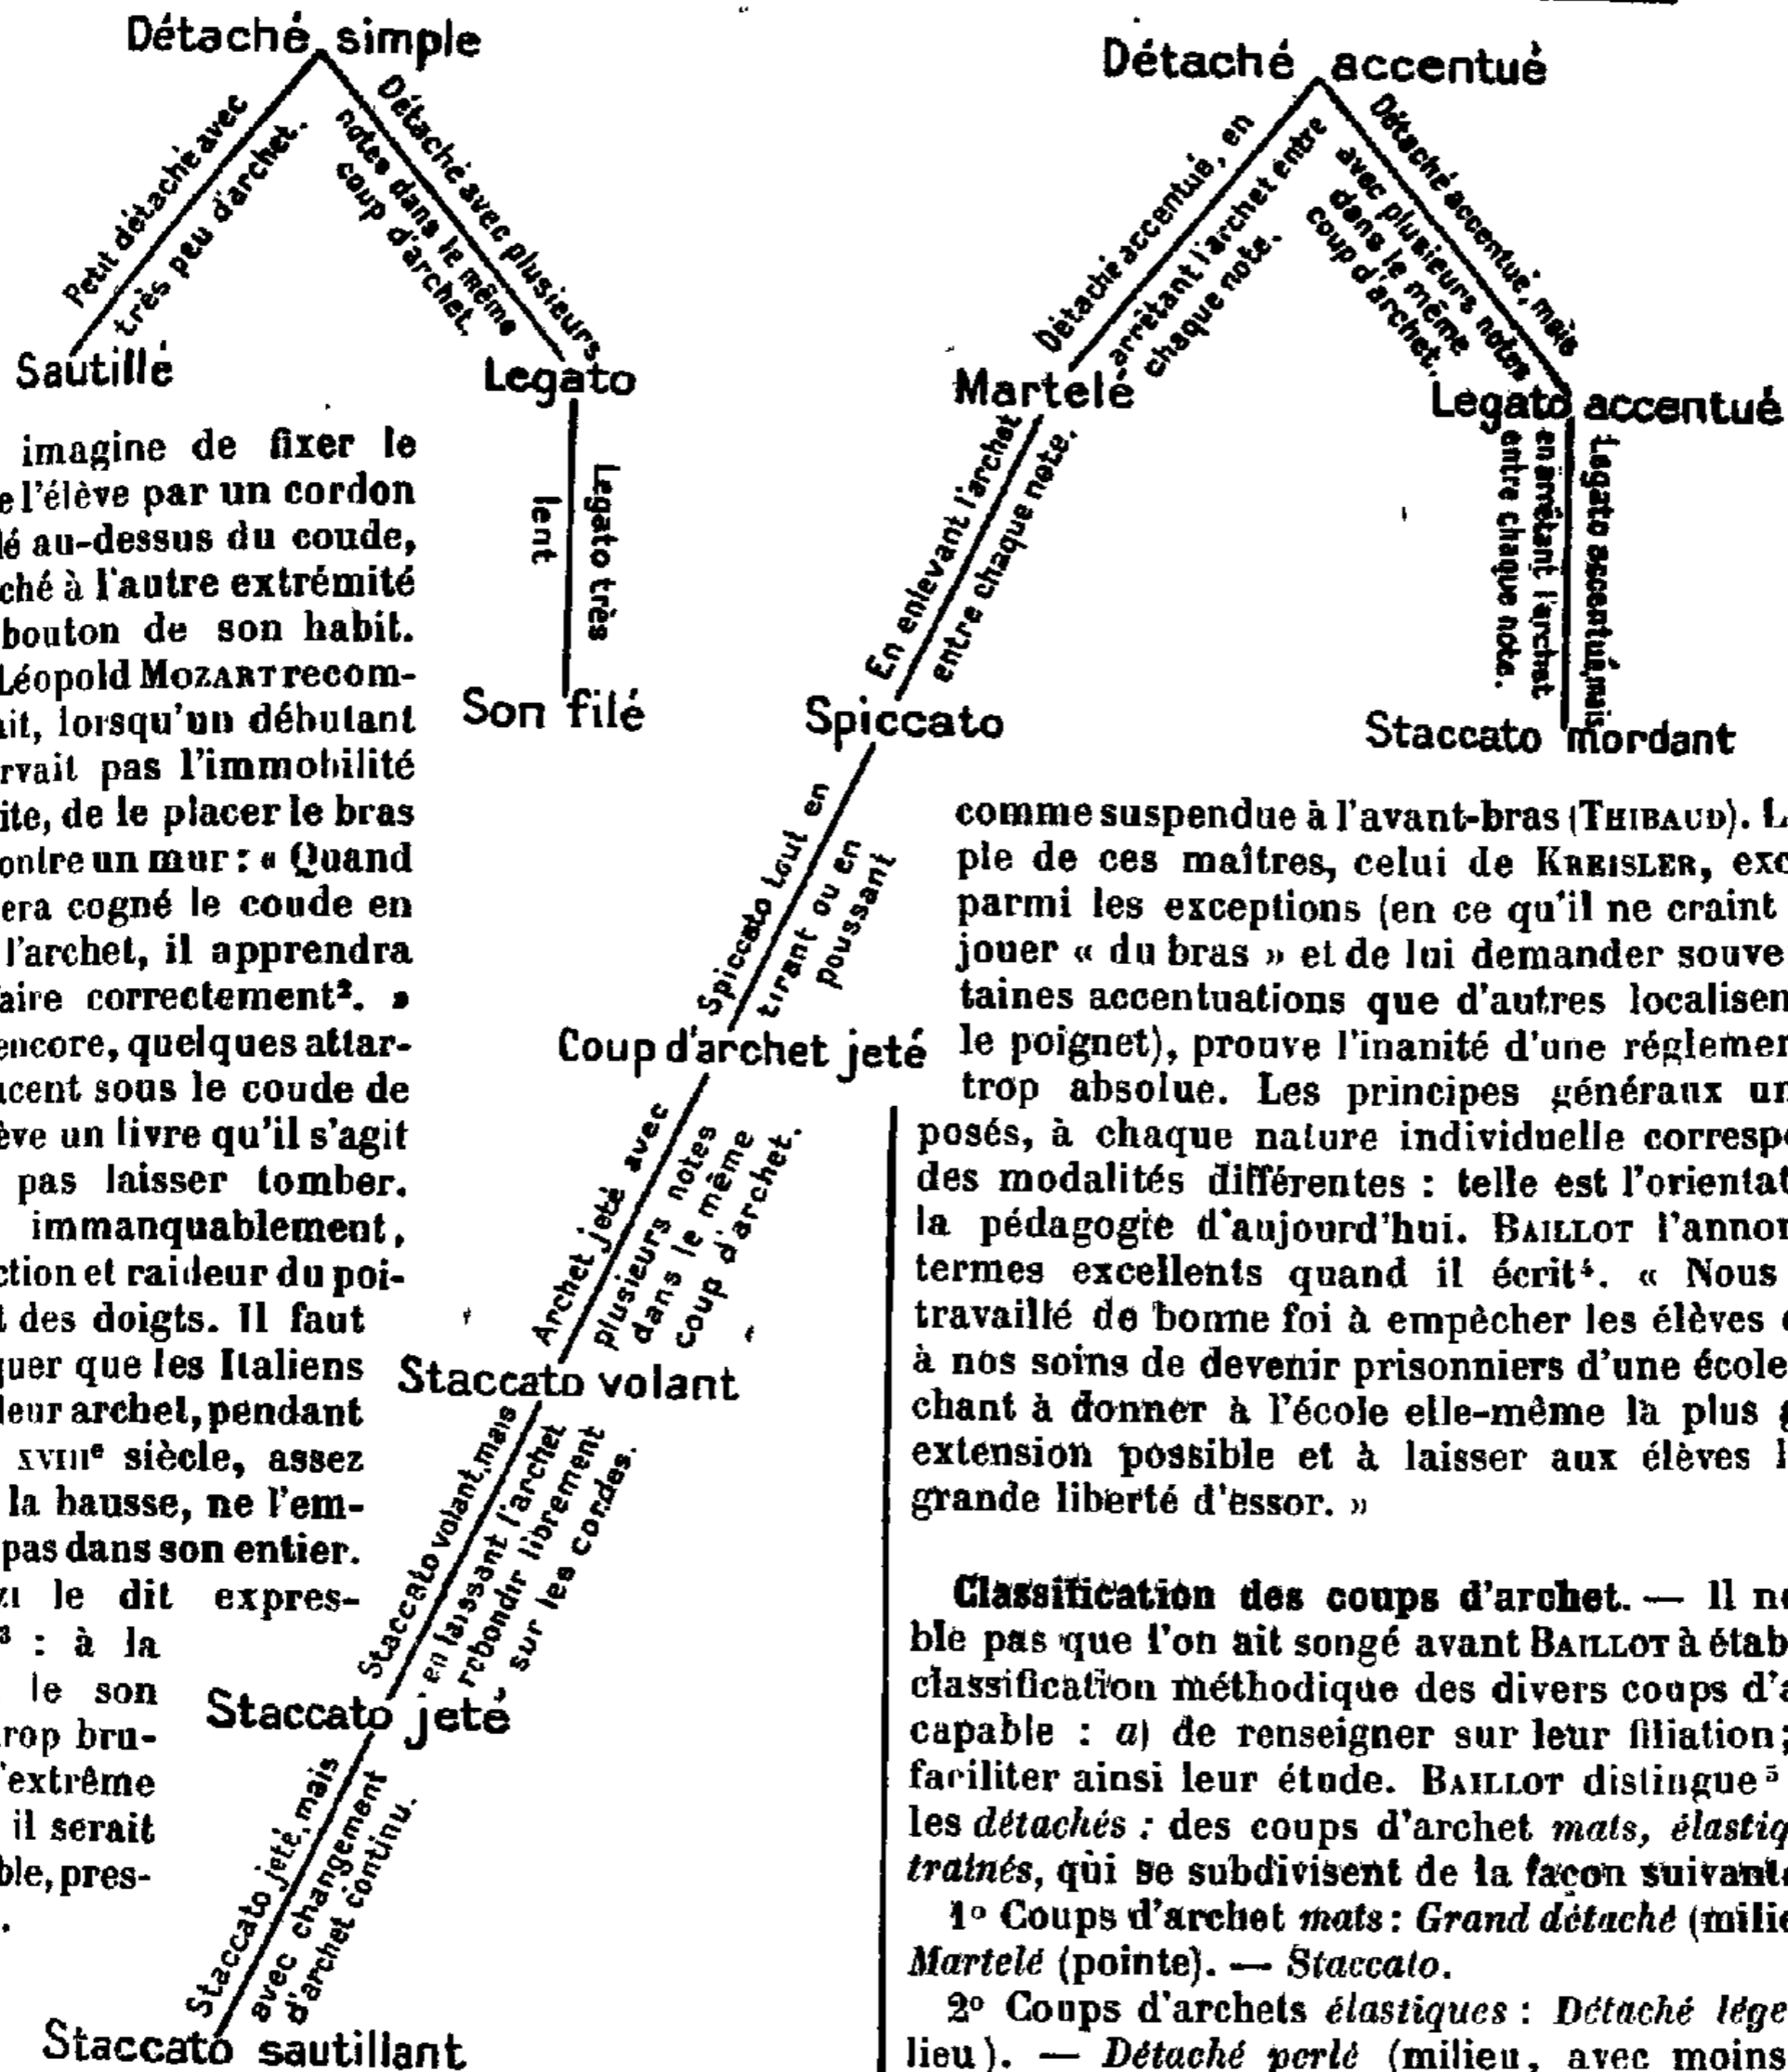 Détaché simple
Petit détaché avec
très peu d'archet.
Détaché avec plusieurs
notes dans le même
coup d'archet.
Sautillé
Legato
Legato très
lent
Son filé
Détaché accentué
Détaché accentué, en
arrêtant l'archet entre
chaque note.
Détaché accentué, mais
avec plusieurs notes
dans le même
coup d'archet.
Martelé
Legato accentué
Legato accentué, mais
en arrêtant l'archet
entre chaque note.
Staccato mordant
En enlevant l'archet
entre chaque note.
Spiccato
Spiccato tout en
tirant ou en
poussant
Coup d'archet jeté
Archet jeté avec
plusieurs notes
dans le même
coup d'archet.
Staccato volant
Staccato volant, mais
en laissant l'archet
rebondir librement
sur les cordes.
Staccato jeté
Staccato jeté, mais
avec changement
d'archet continu.
Staccato sautillant
imagine de fixer le
e l'élève par un cordon
lé au-dessus du coude,
ché à l'autre extrémité
bouton de son habit.
Léopold MOZART recom-
ait, lorsqu'un débutant
rvait pas l'immobilité
ite, de le placer le bras
ontre un mur : « Quand
era cogné le coude en
l'archet, il apprendra
aire correctement². »
encore, quelques attar-
acent sous le coude de
ève un livre qu'il s'agit
pas laisser tomber.
immanquablement,
ction et raideur du poi-
t des doigts. Il faut
quer que les Italiens
leur archet, pendant
XVIIIe siècle, assez
la hausse, ne l'em-
pas dans son entier.
ZI le dit expres-
³ : à la
le son
rop bru-
'extrême
il serait
ble, pres-
.
comme suspendue à l'avant-bras (THIBAUD). L
ple de ces maîtres, celui de KREISLER, exc
parmi les exceptions (en ce qu'il ne craint
jouer « du bras » et de lui demander souve
taines accentuations que d'autres localisen
le poignet), prouve l'inanité d'une réglemen
trop absolue. Les principes généraux un
posés, à chaque nature individuelle correspo
des modalités différentes : telle est l'orientat
la pédagogie d'aujourd'hui. BAILLOT l'annon
termes excellents quand il écrit⁴. « Nous
travaillé de bonne foi à empêcher les élèves c
à nos soins de devenir prisonniers d'une école
chant à donner à l'école elle-même la plus g
extension possible et à laisser aux élèves l
grande liberté d'essor. »
Classification des coups d'archet. — Il ne
ble pas que l'on ait songé avant BAILLOT à étab
classification méthodique des divers coups d'a
capable : a) de renseigner sur leur filiation;
faciliter ainsi leur étude. BAILLOT distingue⁵
les détachés : des coups d'archet mats, élastiq
traînés, qui se subdivisent de la façon suivante
1° Coups d'archet mats : Grand détaché (milie
Martelé (pointe). — Staccato.
2° Coups d'archets élastiques : Détaché lége
lieu). — Détaché perlé (milieu, avec moins